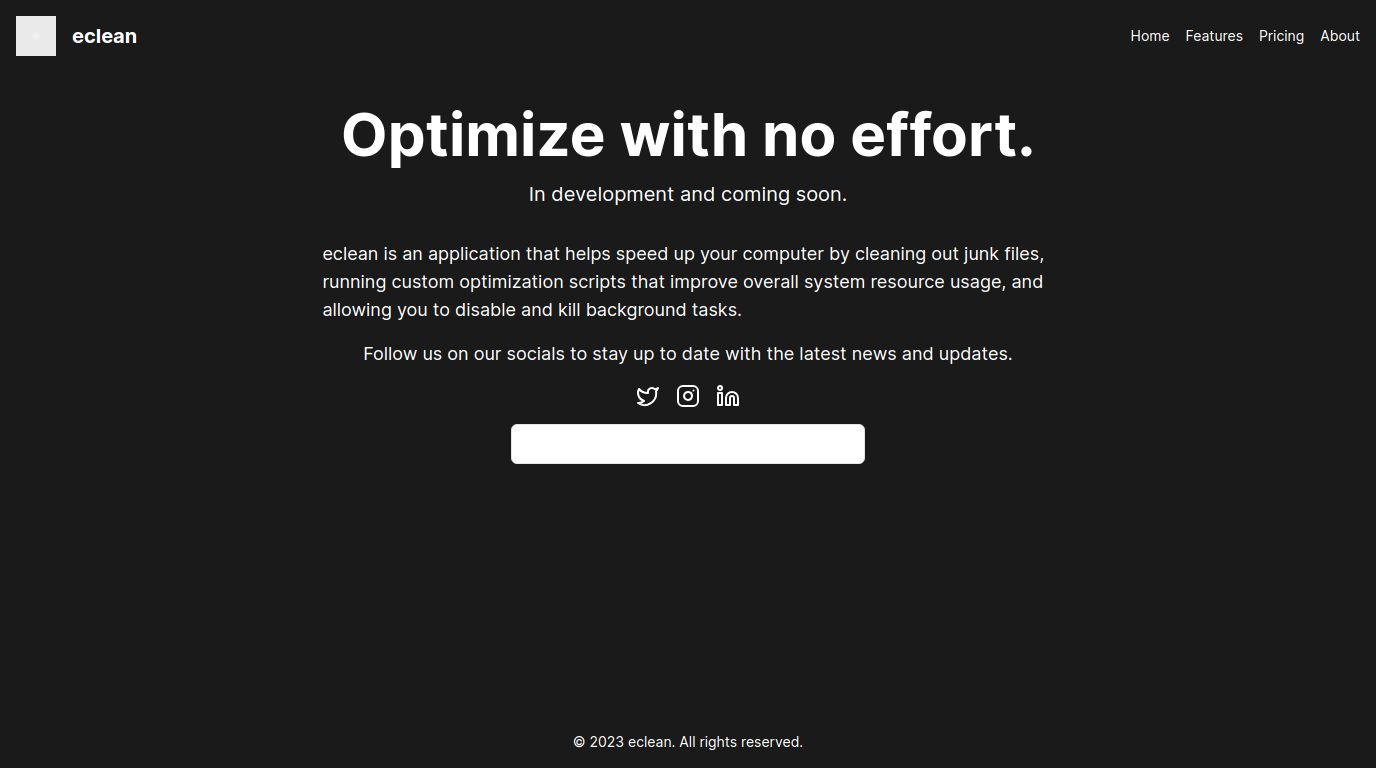 eclean
Home Features Pricing About
Optimize with no effort.
In development and coming soon.
eclean is an application that helps speed up your computer by cleaning out junk files,
running custom optimization scripts that improve overall system resource usage, and
allowing you to disable and kill background tasks.
Follow us on our socials to stay up to date with the latest news and updates.
© 2023 eclean. All rights reserved.